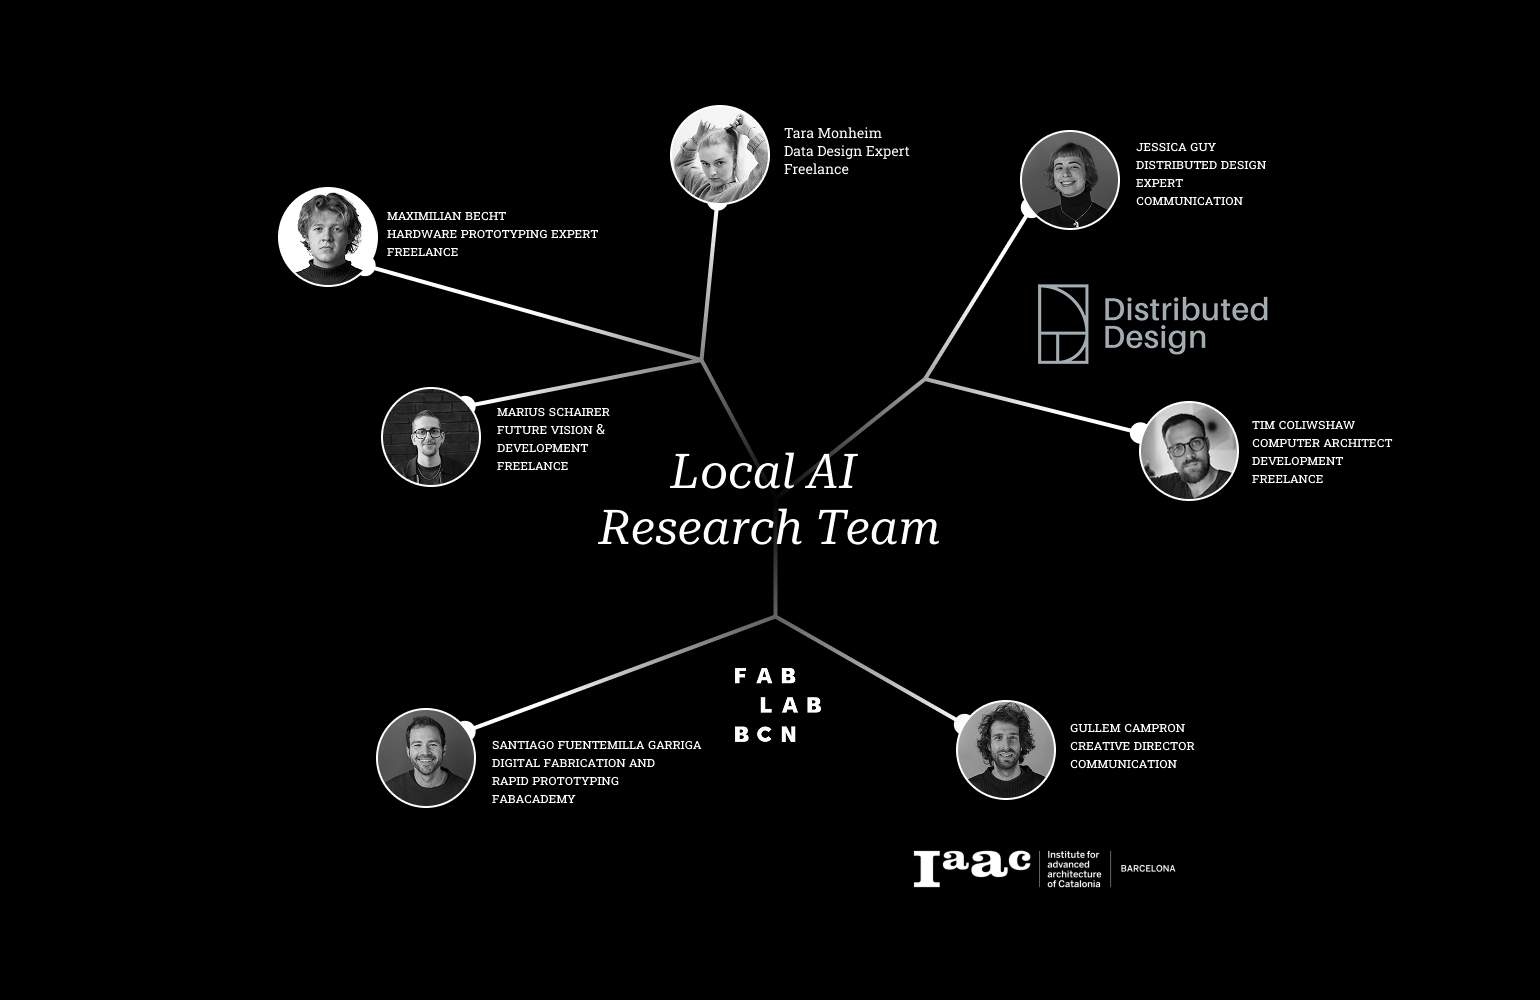 Tara Monheim
Data Design Expert
Freelance
JESSICA GUY
DISTRIBUTED DESIGN
EXPERT
COMMUNICATION
MAXIMILIAN BECHT
HARDWARE PROTOTYPING EXPERT
FREELANCE
Distributed
Design
MARIUS SCHAIRER
FUTURE VISION &
DEVELOPMENT
FREELANCE
TIM COLIWSHAW
COMPUTER ARCHITECT
DEVELOPMENT
FREELANCE
Local AI
Research Team
FAB
LAB
BCN
SANTIAGO FUENTEMILLA GARRIGA
DIGITAL FABRICATION AND
RAPID PROTOTYPING
FABACADEMY
GULLEM CAMPRON
CREATIVE DIRECTOR
COMMUNICATION
Iaac
Institute for
advanced
architecture
of Catalonia
BARCELONA